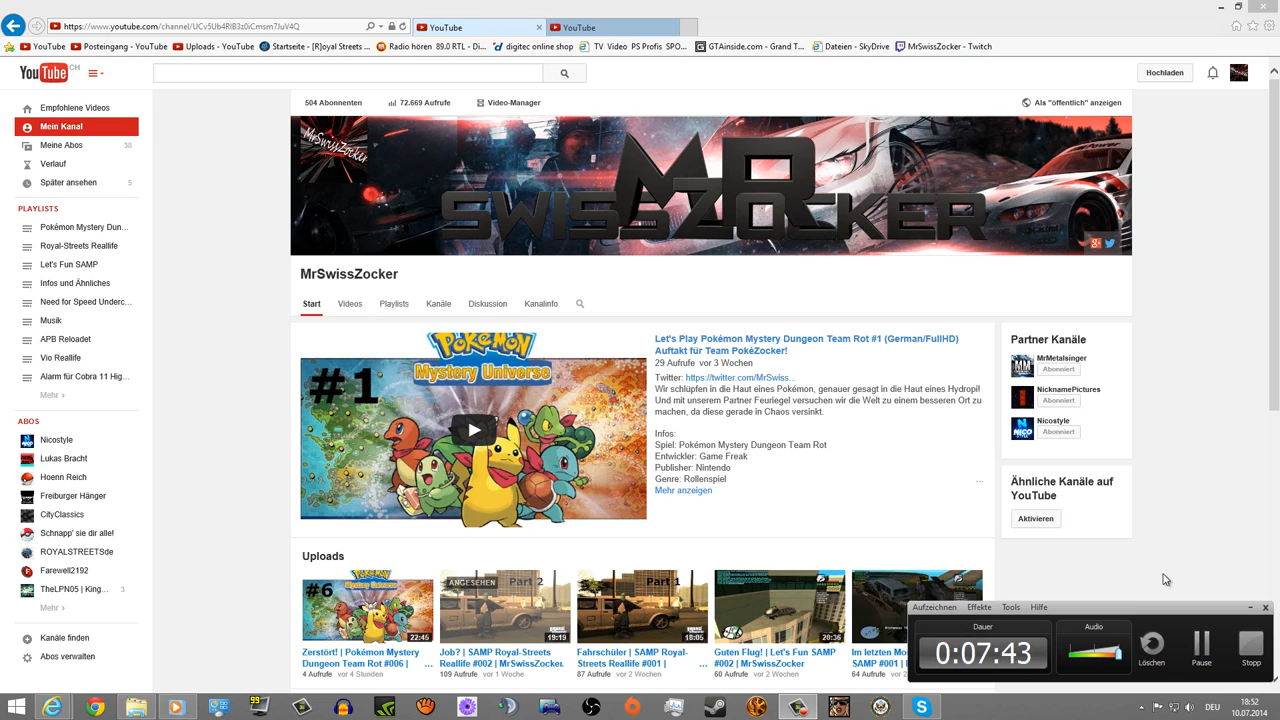 https://www.youtube.com/channel/UCv5Ub4RlB3z0iCmsm7JuV4Q
YouTube
YouTube
YouTube
Posteingang - YouTube
Uploads - YouTube
Startseite - [R]oyal Streets ...
Radio hören 89.0 RTL - Di...
digitec online shop
TV Video PS Profis SPO...
GTAinside.com - Grand T...
Dateien - SkyDrive
MrSwissZocker - Twitch
YouTube CH
Hochladen
Empfohlene Videos
Mein Kanal
Meine Abos 38
Verlauf
Später ansehen 5
PLAYLISTS
Pokémon Mystery Dun...
Royal-Streets Reallife
Let's Fun SAMP
Infos und Ähnliches
Need for Speed Underc...
Musik
APB Reloadet
Vio Reallife
Alarm für Cobra 11 Hig...
Mehr ›
ABOS
Nicostyle
Lukas Bracht
Hoenn Reich
Freiburger Hänger
CityClassics
Schnapp' sie dir alle!
ROYALSTREETSde
Farewell2192
TheLPN05 | King... 3
Mehr ›
Kanäle finden
Abos verwalten
504 Abonnenten
72.669 Aufrufe
Video-Manager
Als "öffentlich" anzeigen
MrSwissZocker
MR
SWISSZOCKER
MrSwissZocker
Start
Videos
Playlists
Kanäle
Diskussion
Kanalinfo
#1
POKéMON
Mystery Universe
Let's Play Pokémon Mystery Dungeon Team Rot #1 (German/FullHD)
Auftakt für Team PokéZocker!
29 Aufrufe vor 3 Wochen
Twitter: https://twitter.com/MrSwiss...
Wir schlüpfen in die Haut eines Pokémon, genauer gesagt in die Haut eines Hydropi!
Und mit unserem Partner Feuriegel versuchen wir die Welt zu einem besseren Ort zu
machen, da diese gerade in Chaos versinkt.
Infos:
Spiel: Pokémon Mystery Dungeon Team Rot
Entwickler: Game Freak
Publisher: Nintendo
Genre: Rollenspiel
...
Mehr anzeigen
Partner Kanäle
MrMetalsinger
Abonniert
NicknamePictures
Abonniert
Nicostyle
Abonniert
Ähnliche Kanäle auf
YouTube
Aktivieren
Uploads
#6
Mystery Universe
22:45
Zerstört! | Pokémon Mystery
Dungeon Team Rot #006 | ...
4 Aufrufe vor 4 Stunden
ANGESEHEN
Part 2
19:19
Job? | SAMP Royal-Streets
Reallife #002 | MrSwissZocker
109 Aufrufe vor 1 Woche
Part 1
18:05
Fahrschüler | SAMP Royal-
Streets Reallife #001 | ...
87 Aufrufe vor 2 Wochen
20:36
Guten Flug! | Let's Fun SAMP
#002 | MrSwissZocker
60 Aufrufe vor 2 Wochen
Im letzten Mo
SAMP #001 |
64 Aufrufe vor 2
Aufzeichnen
Effekte
Tools
Hilfe
Dauer
0:07:43
Audio
Löschen
Pause
Stopp
99
DEU
18:52
10.07.2014